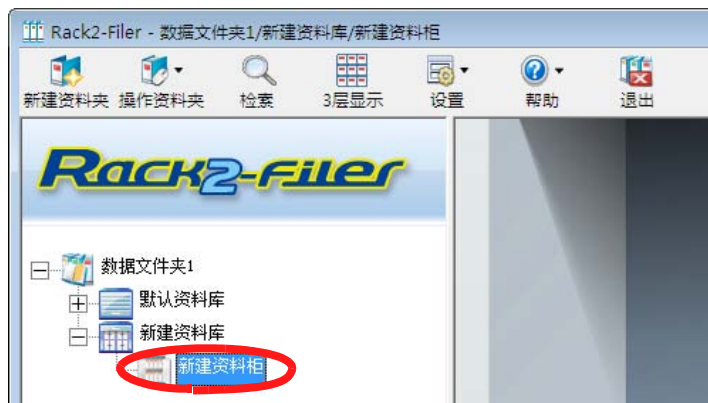 Rack2-Filer - 数据文件夹1/新建资料库/新建资料柜
新建资料夹 操作资料夹 检索 3层显示 设置 帮助 退出
Rack2-Filer
数据文件夹1
默认资料库
新建资料库
新建资料柜